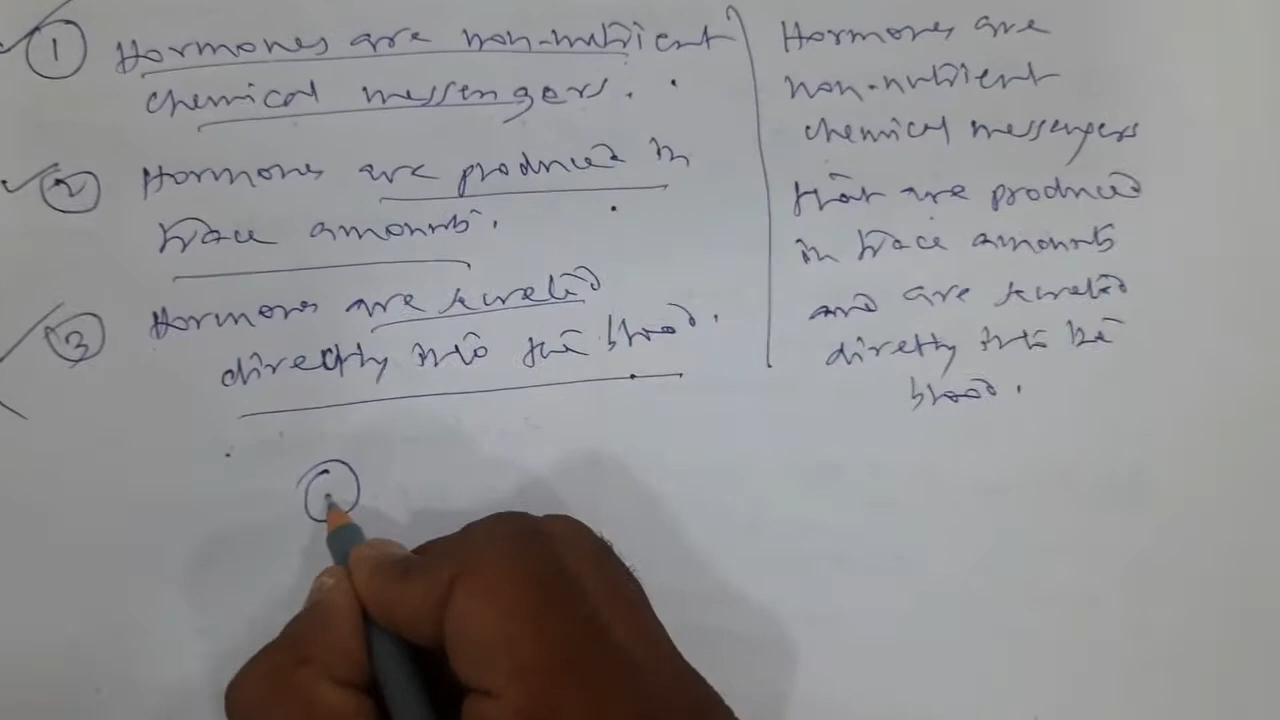 1 Hormones are non-nutrient
chemical messengers.
2 Hormones are produced in
trace amounts.
3 Hormones are secreted
directly into the blood.
Hormones are
non-nutrient
chemical messengers
that are produced
in trace amounts
and are secreted
directly into the
blood.